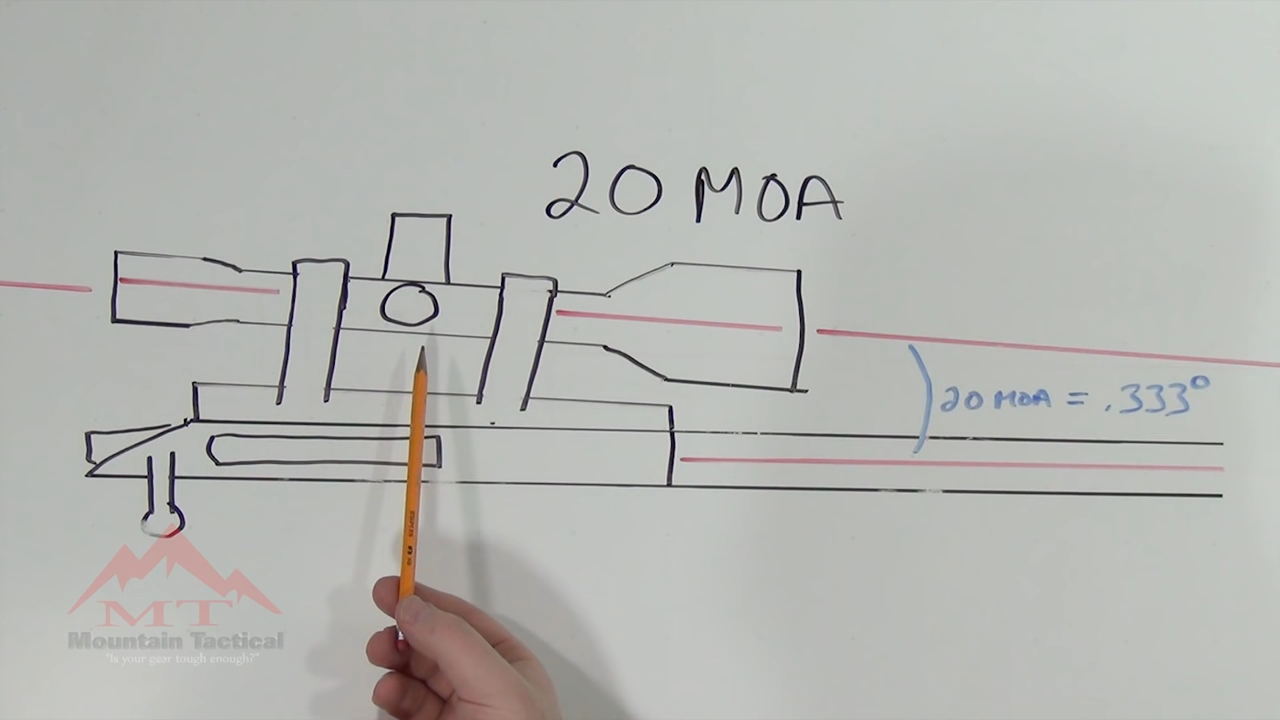 20 MOA
20 MOA = .333°
MT
Mountain Tactical
"Is your gear tough enough?"